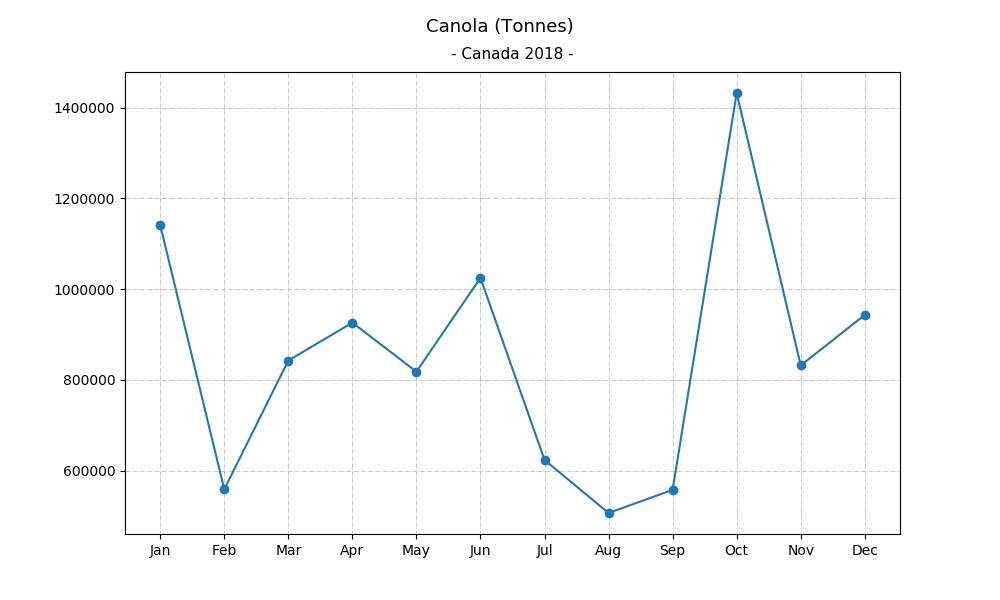 Canola (Tonnes)
- Canada 2018 -
1400000
1200000
1000000
800000
600000
Jan Feb Mar Apr May Jun Jul Aug Sep Oct Nov Dec